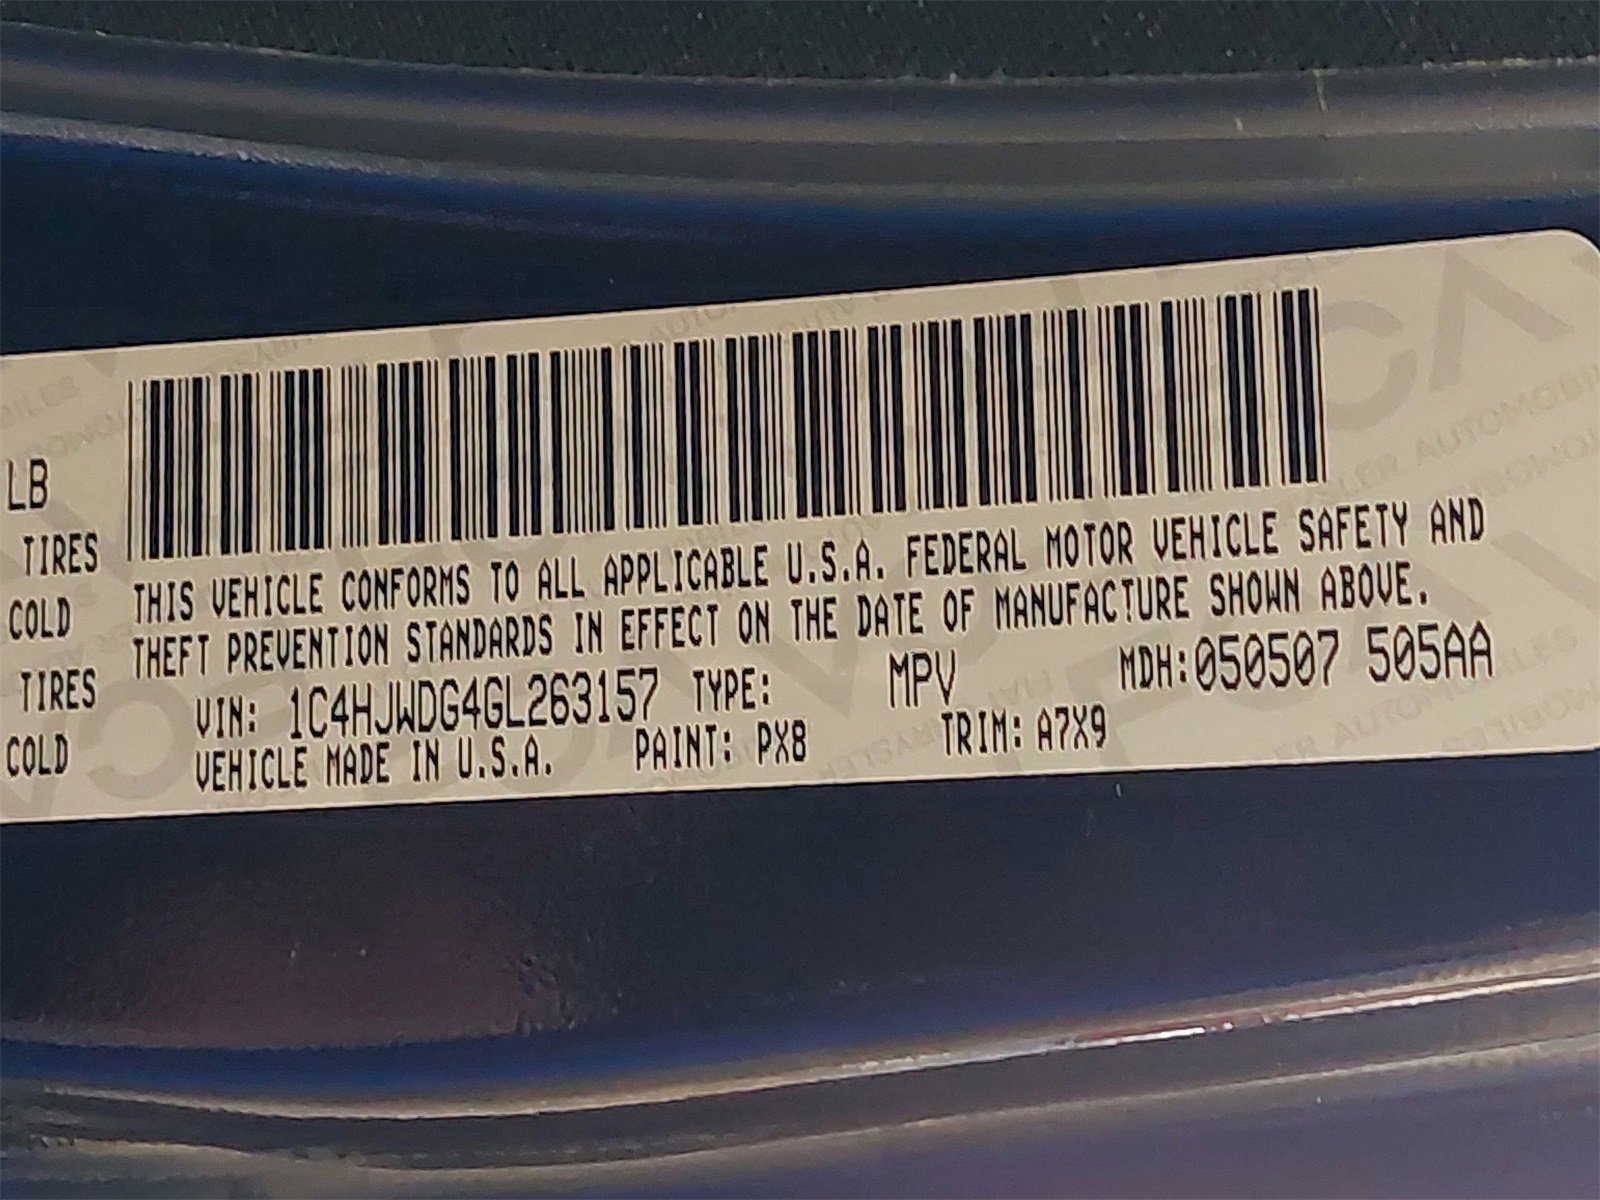 LB
TIRES
COLD
TIRES
COLD
THIS VEHICLE CONFORMS TO ALL APPLICABLE U.S.A. FEDERAL MOTOR VEHICLE SAFETY AND
THEFT PREVENTION STANDARDS IN EFFECT ON THE DATE OF MANUFACTURE SHOWN ABOVE.
VIN: 1C4HJWDG4GL263157 TYPE: MPV MDH:050507 505AA
VEHICLE MADE IN U.S.A. PAINT: PX8 TRIM: A7X9